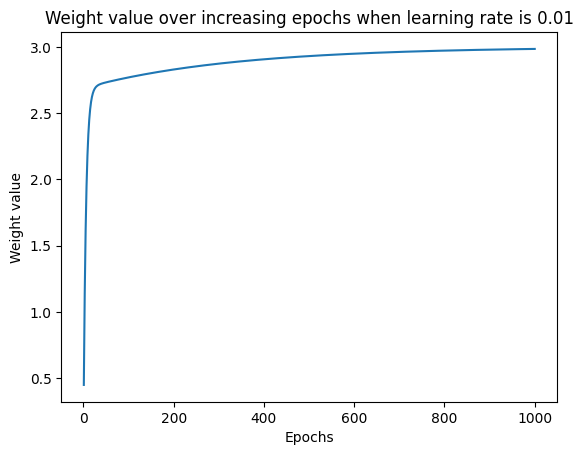 Weight value over increasing epochs when learning rate is 0.01
3.0
2.5
2.0
1.5
1.0
0.5
Weight value
0 200 400 600 800 1000
Epochs